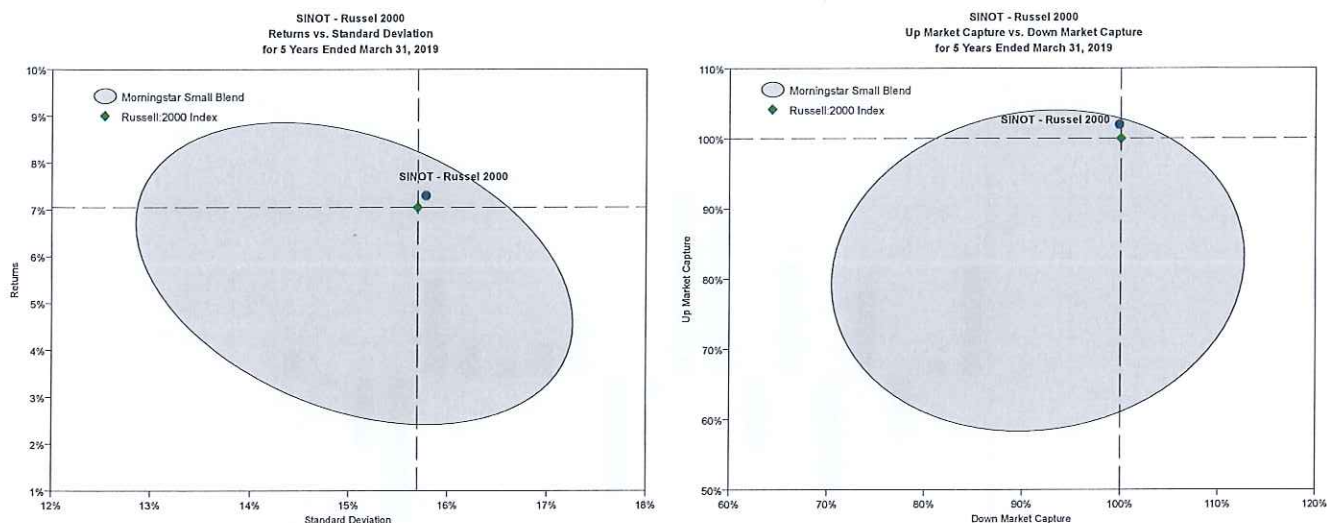 SINOT - Russel 2000
Returns vs. Standard Deviation
for 5 Years Ended March 31, 2019
10%
9%
8%
7%
6%
5%
4%
3%
2%
1%
Returns
Morningstar Small Blend
Russell:2000 Index
SINOT - Russel 2000
12%
13%
14%
15%
16%
17%
18%
Standard Deviation
SINOT - Russel 2000
Up Market Capture vs. Down Market Capture
for 5 Years Ended March 31, 2019
110%
100%
90%
80%
70%
60%
50%
Up Market Capture
Morningstar Small Blend
Russell:2000 Index
SINOT - Russel 2000
60%
70%
80%
90%
100%
110%
120%
Down Market Capture